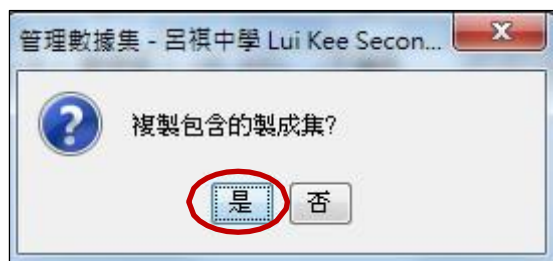 管理數據集 - 呂祺中學 Lui Kee Secon...
複製包含的製成集?
是
否